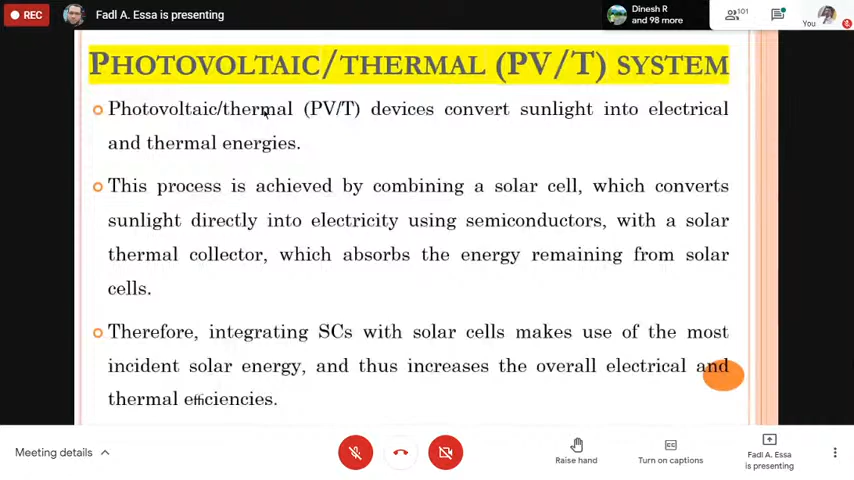 REC
Fadl A. Essa is presenting
Dinesh R
and 98 more
101
You
PHOTOVOLTAIC/THERMAL (PV/T) SYSTEM
Photovoltaic/thermal (PV/T) devices convert sunlight into electrical
and thermal energies.
This process is achieved by combining a solar cell, which converts
sunlight directly into electricity using semiconductors, with a solar
thermal collector, which absorbs the energy remaining from solar
cells.
Therefore, integrating SCs with solar cells makes use of the most
incident solar energy, and thus increases the overall electrical and
thermal efficiencies.
Meeting details
Raise hand
Turn on captions
Fadl A. Essa
is presenting